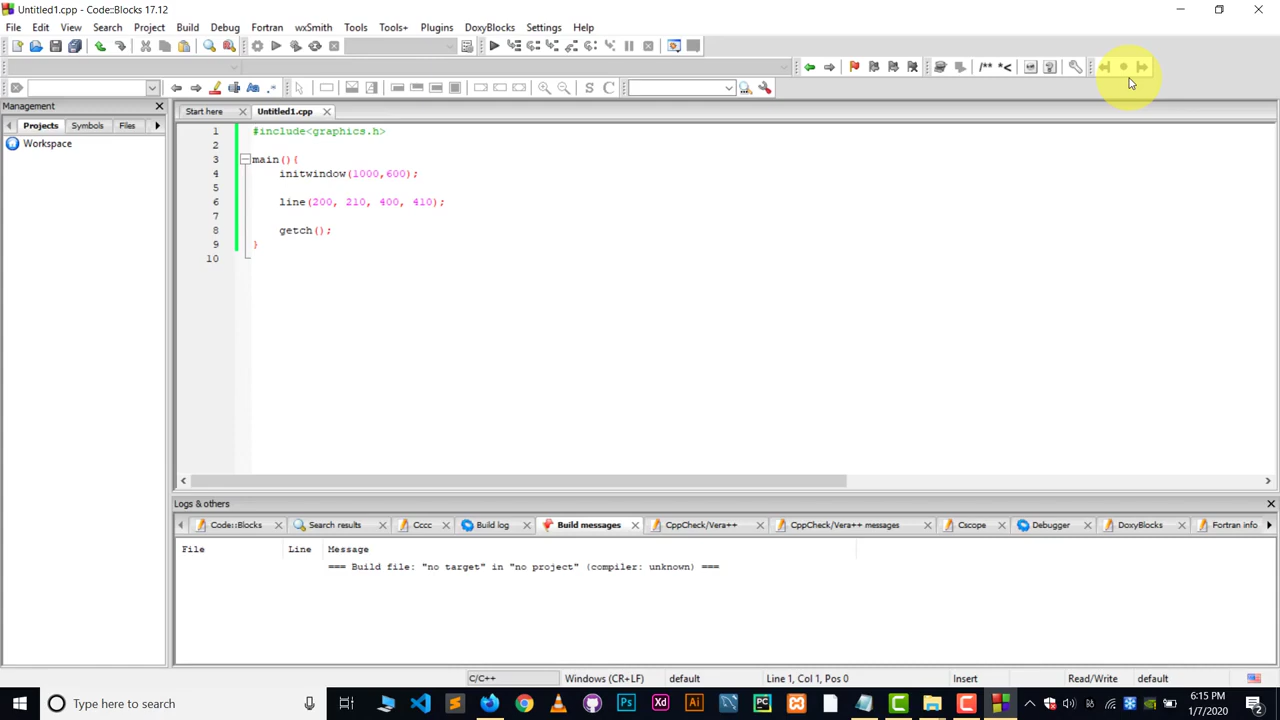 Untitled1.cpp - Code::Blocks 17.12
File Edit View Search Project Build Debug Fortran wxSmith Tools Tools+ Plugins DoxyBlocks Settings Help
/** *<
S C
Management
Start here Untitled1.cpp
Projects Symbols Files
Workspace
1 #include<graphics.h>
2
3 main(){
4 initwindow(1000,600);
5
6 line(200, 210, 400, 410);
7
8 getch();
9 }
10
Logs & others
Code::Blocks Search results Cccc Build log Build messages CppCheck/Vera++ CppCheck/Vera++ messages Cscope Debugger DoxyBlocks Fortran info
File Line Message
=== Build file: "no target" in "no project" (compiler: unknown) ===
C/C++ Windows (CR+LF) default Line 1, Col 1, Pos 0 Insert Read/Write default
Type here to search
Ps Xd Ai PC
6:15 PM
1/7/2020
2